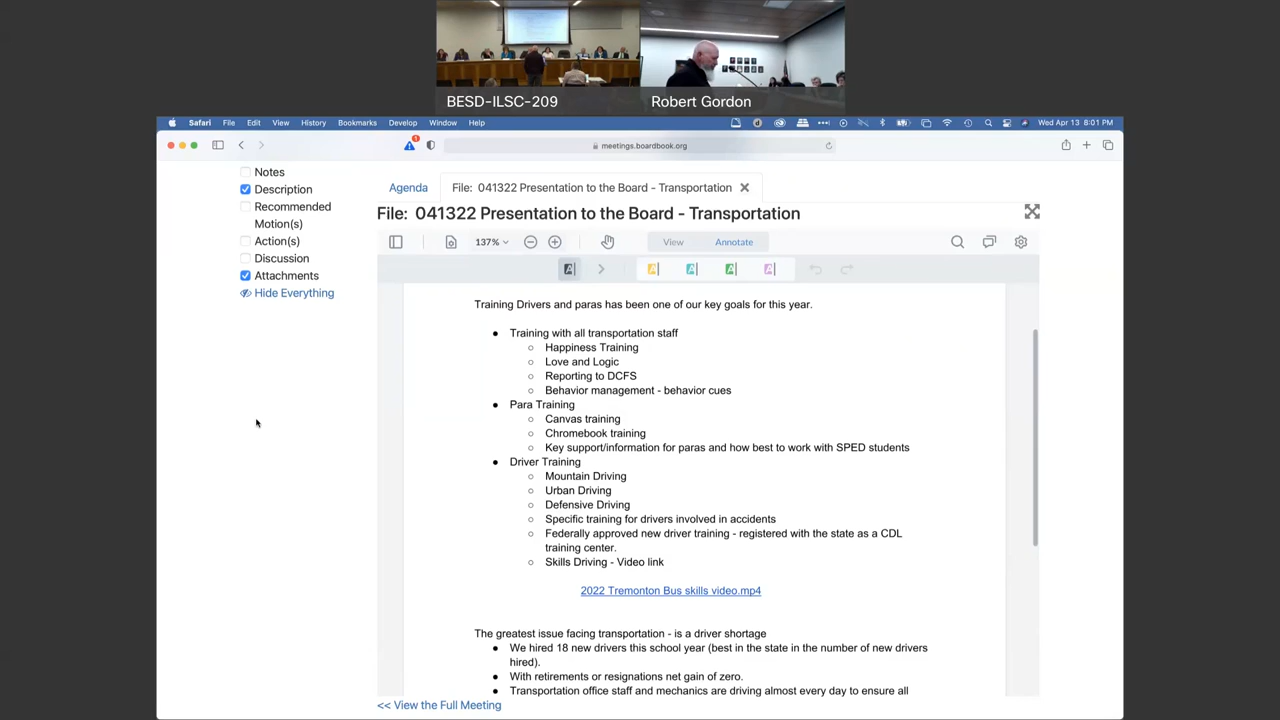 BESD-ILSC-209
Robert Gordon
Safari File Edit View History Bookmarks Develop Window Help
Wed Apr 13 8:01 PM
1
meetings.boardbook.org
Notes
Description
Recommended
Motion(s)
Action(s)
Discussion
Attachments
Hide Everything
Agenda
File: 041322 Presentation to the Board - Transportation
File: 041322 Presentation to the Board - Transportation
137%
View
Annotate
Training Drivers and paras has been one of our key goals for this year.
● Training with all transportation staff
○ Happiness Training
○ Love and Logic
○ Reporting to DCFS
○ Behavior management - behavior cues
● Para Training
○ Canvas training
○ Chromebook training
○ Key support/information for paras and how best to work with SPED students
● Driver Training
○ Mountain Driving
○ Urban Driving
○ Defensive Driving
○ Specific training for drivers involved in accidents
○ Federally approved new driver training - registered with the state as a CDL
training center.
○ Skills Driving - Video link
2022 Tremonton Bus skills video.mp4
The greatest issue facing transportation - is a driver shortage
● We hired 18 new drivers this school year (best in the state in the number of new drivers
hired).
● With retirements or resignations net gain of zero.
● Transportation office staff and mechanics are driving almost every day to ensure all
<< View the Full Meeting